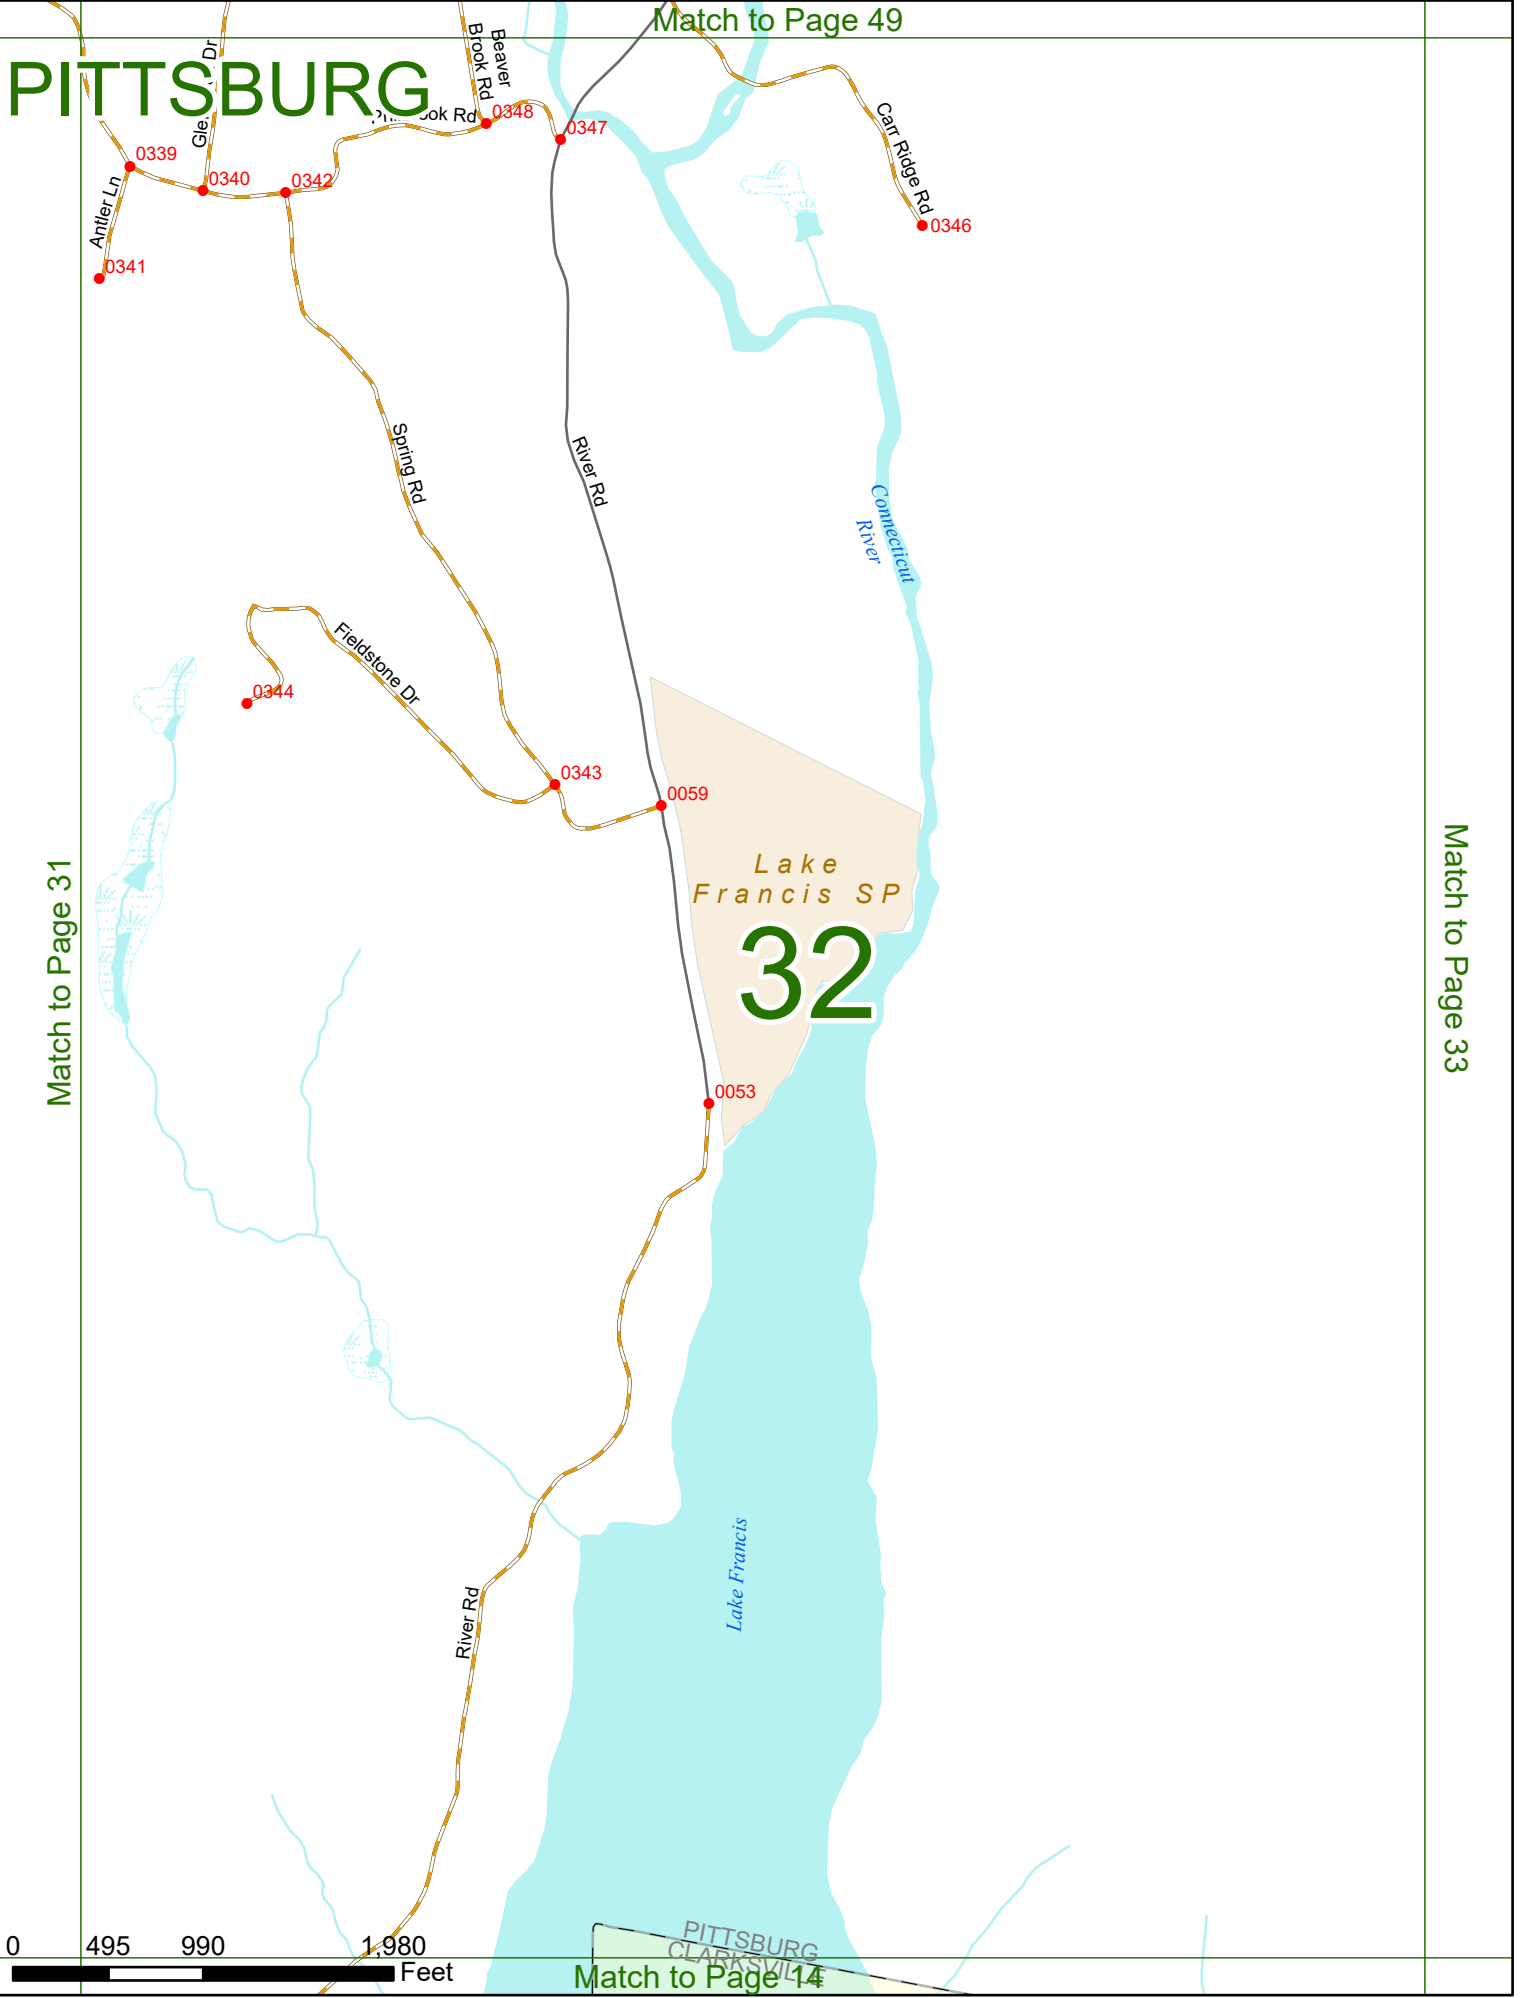 Match to Page 49
PITTSBURG
Dr
Beaver
Brook Rd
Rd
0348
0347
Carr Ridge Rd
0339
0340
0342
Antler Ln
0346
0341
Spring Rd
River Rd
Connecticut
River
Fieldstone Dr
0344
0343
0059
Lake
Francis SP
32
Match to Page 31
Match to Page 33
0053
Lake Francis
River Rd
PITTSBURG
CLARKSVILLE
0 495 990 1,980
Feet
Match to Page 14